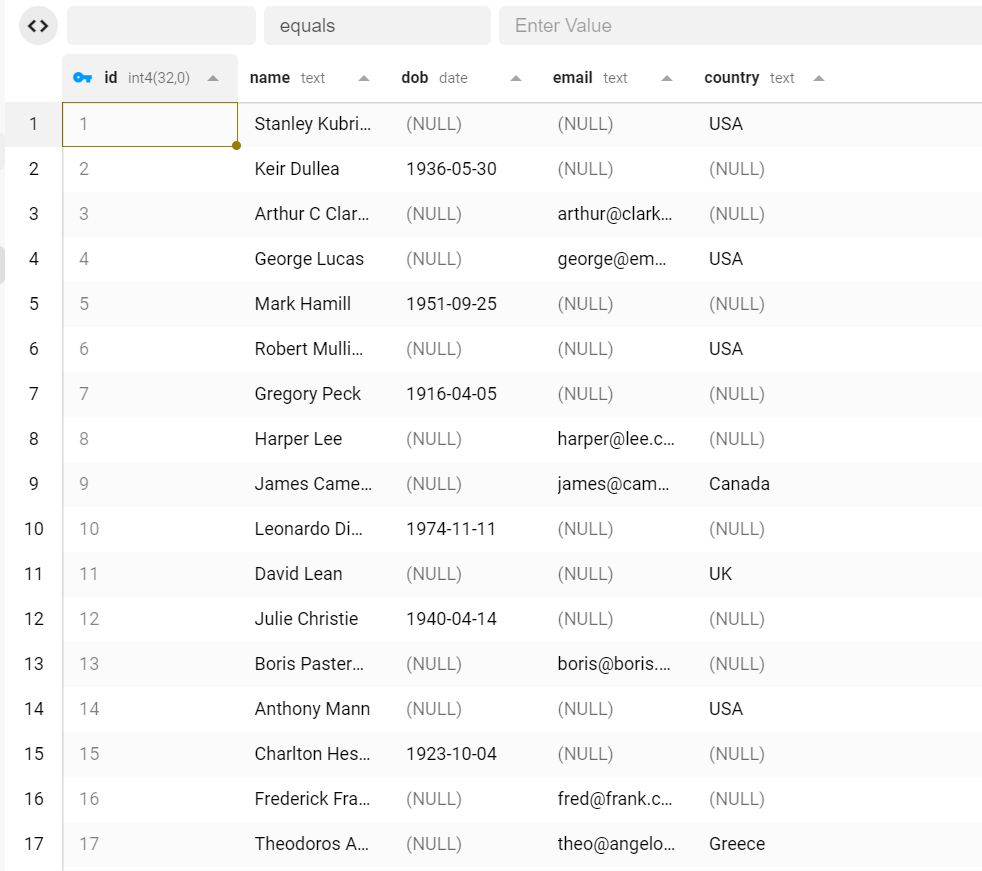 <> equals Enter Value
id int4(32,0) name text dob date email text country text
1 1 Stanley Kubri... (NULL) (NULL) USA
2 2 Keir Dullea 1936-05-30 (NULL) (NULL)
3 3 Arthur C Clar... (NULL) arthur@clark... (NULL)
4 4 George Lucas (NULL) george@em... USA
5 5 Mark Hamill 1951-09-25 (NULL) (NULL)
6 6 Robert Mulli... (NULL) (NULL) USA
7 7 Gregory Peck 1916-04-05 (NULL) (NULL)
8 8 Harper Lee (NULL) harper@lee.c... (NULL)
9 9 James Came... (NULL) james@cam... Canada
10 10 Leonardo Di... 1974-11-11 (NULL) (NULL)
11 11 David Lean (NULL) (NULL) UK
12 12 Julie Christie 1940-04-14 (NULL) (NULL)
13 13 Boris Paster... (NULL) boris@boris.... (NULL)
14 14 Anthony Mann (NULL) (NULL) USA
15 15 Charlton Hes... 1923-10-04 (NULL) (NULL)
16 16 Frederick Fra... (NULL) fred@frank.c... (NULL)
17 17 Theodoros A... (NULL) theo@angelo... Greece